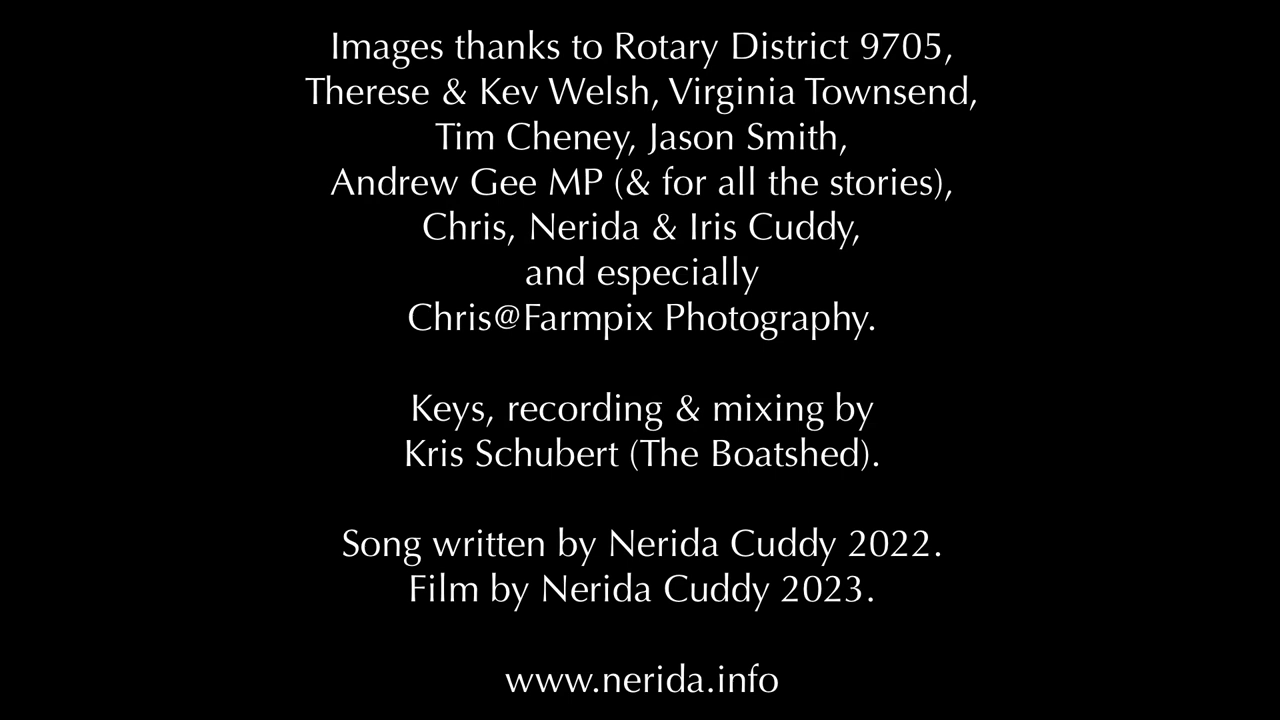 Images thanks to Rotary District 9705,
Therese & Kev Welsh, Virginia Townsend,
Tim Cheney, Jason Smith,
Andrew Gee MP (& for all the stories),
Chris, Nerida & Iris Cuddy,
and especially
Chris@Farmpix Photography.
Keys, recording & mixing by
Kris Schubert (The Boatshed).
Song written by Nerida Cuddy 2022.
Film by Nerida Cuddy 2023.
www.nerida.info